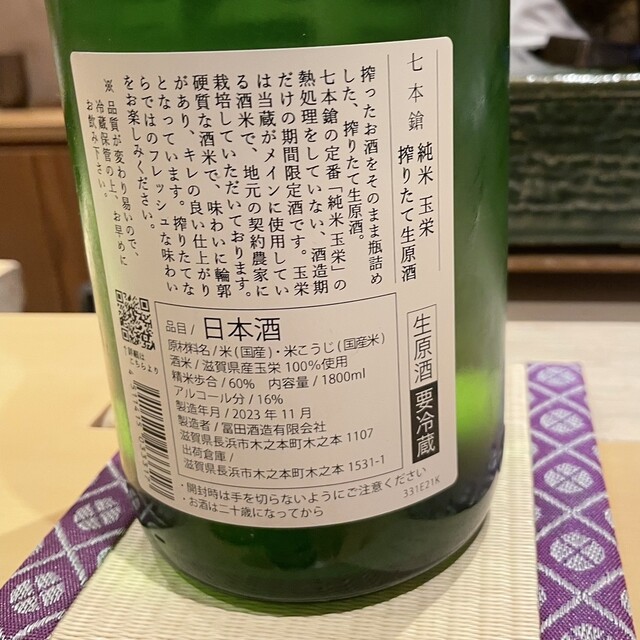 七本鎗 純米 玉栄
搾りたて生原酒
搾ったお酒をそのまま瓶詰め
した、搾りたて生原酒。
七本鎗の定番「純米玉栄」の
熱処理をしていない、酒造期
だけの期間限定酒です。玉栄
は当蔵がメインに使用してい
る酒米で、地元の契約農家に
栽培していただいております。
硬質な酒米で、味わいに輪郭
があり、キレの良い仕上がり
となっています。搾りたてな
らではのフレッシュな味わい
をお楽しみください。
※品質が変わり易いので、
冷蔵保管の上、お早めに
お飲み下さい。
生原酒 要冷蔵
詳細は
こちらより
品目/日本酒
原材料名/米(国産)・米こうじ(国産米)
酒米/滋賀県産玉栄100%使用
精米歩合/60% 内容量/1800ml
アルコール分/16%
製造年月/2023年11月
製造者/冨田酒造有限会社
滋賀県長浜市木之本町木之本1107
出荷倉庫/
滋賀県長浜市木之本町木之本1531-1
・開封時は手を切らないようにご注意ください
・お酒は二十歳になってから
331E21K